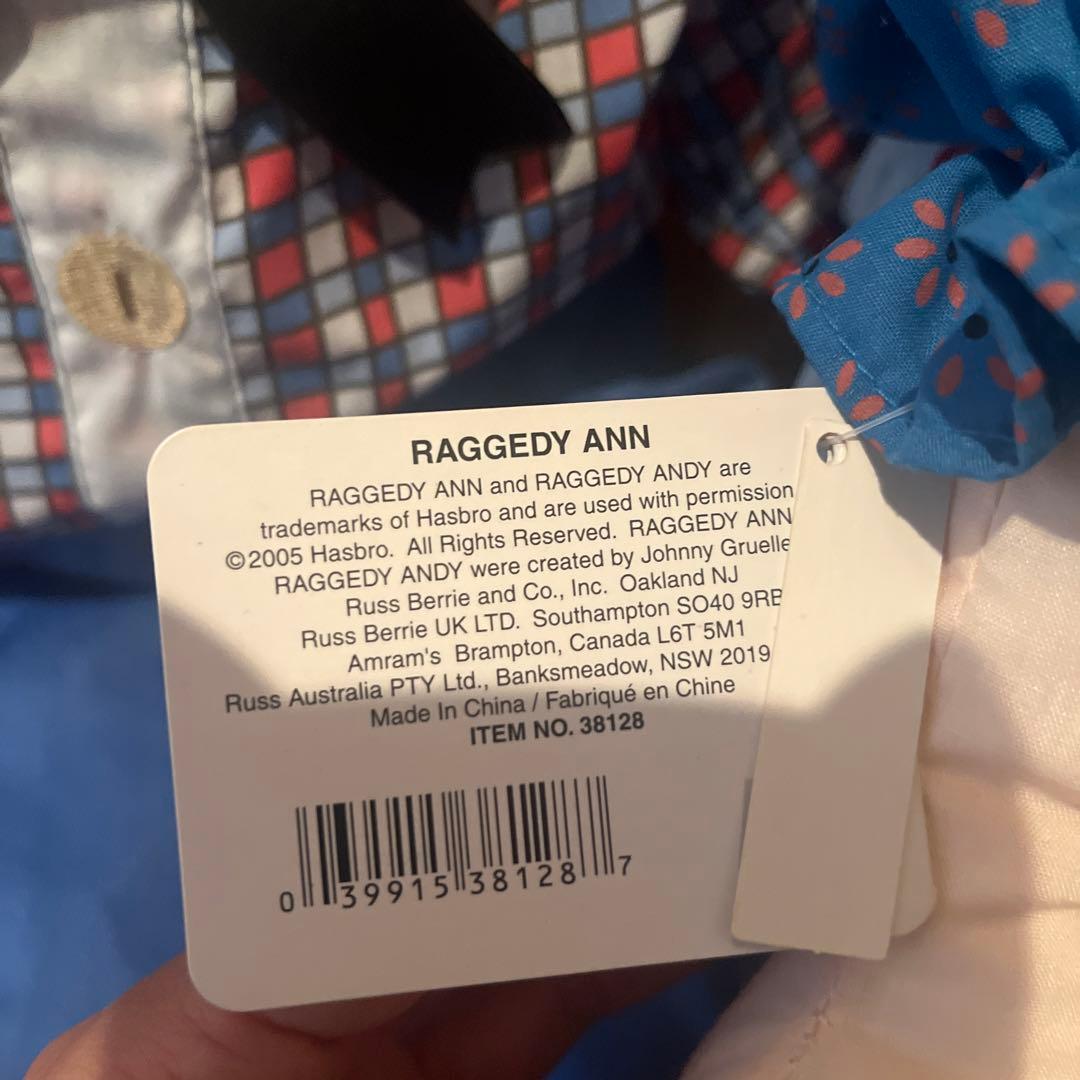 RAGGEDY ANN
RAGGEDY ANN and RAGGEDY ANDY are
trademarks of Hasbro and are used with permission
©2005 Hasbro. All Rights Reserved. RAGGEDY ANN
RAGGEDY ANDY were created by Johnny Gruelle
Russ Berrie and Co., Inc. Oakland NJ
Russ Berrie UK LTD. Southampton SO40 9RB
Amram's Brampton, Canada L6T 5M1
Russ Australia PTY Ltd., Banksmeadow, NSW 2019
Made In China / Fabriqué en Chine
ITEM NO. 38128
0 39915 38128 7